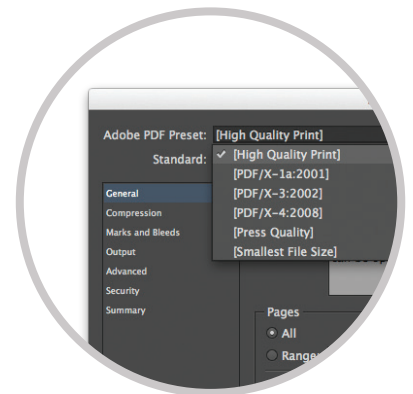 Adobe PDF Preset: [High Quality Print]
Standard:
✓ [High Quality Print]
[PDF/X-1a:2001]
[PDF/X-3:2002]
[PDF/X-4:2008]
[Press Quality]
[Smallest File Size]
General
Compression
Marks and Bleeds
Output
Advanced
Security
Summary
Pages
All